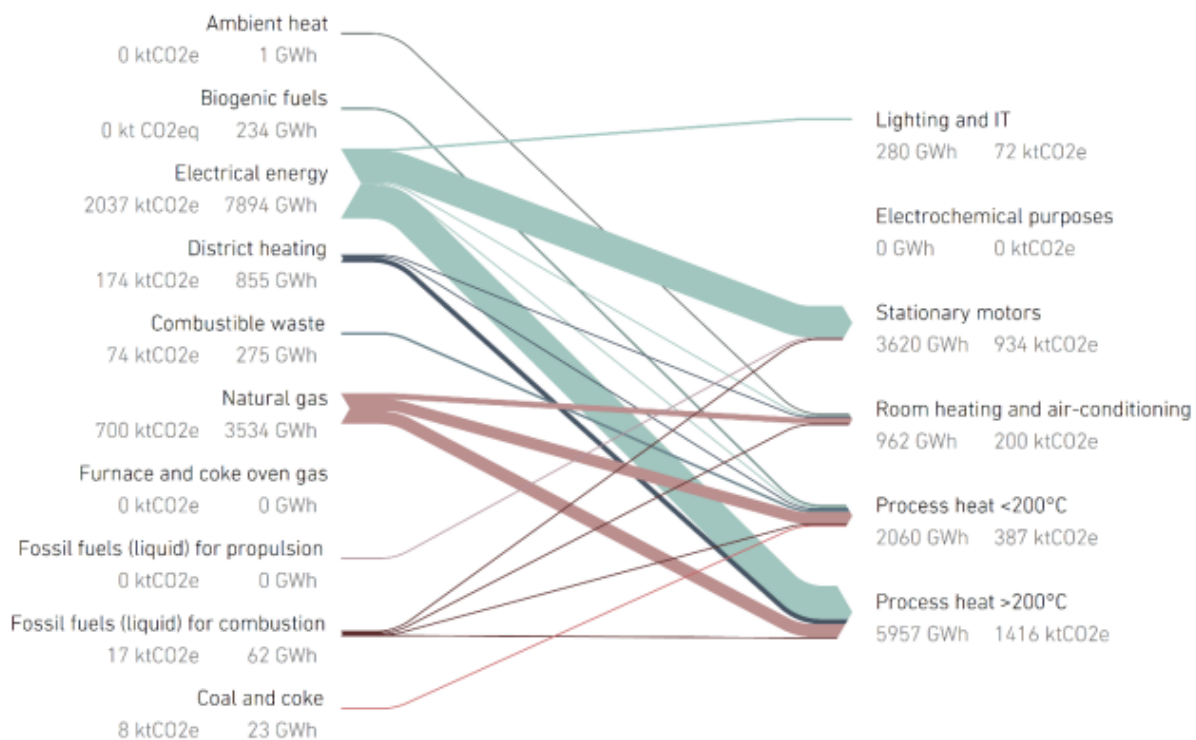 Ambient heat
0 ktCO2e 1 GWh
Biogenic fuels
0 kt CO2eq 234 GWh
Electrical energy
2037 ktCO2e 7894 GWh
District heating
174 ktCO2e 855 GWh
Combustible waste
74 ktCO2e 275 GWh
Natural gas
700 ktCO2e 3534 GWh
Furnace and coke oven gas
0 ktCO2e 0 GWh
Fossil fuels (liquid) for propulsion
0 ktCO2e 0 GWh
Fossil fuels (liquid) for combustion
17 ktCO2e 62 GWh
Coal and coke
8 ktCO2e 23 GWh
Lighting and IT
280 GWh 72 ktCO2e
Electrochemical purposes
0 GWh 0 ktCO2e
Stationary motors
3620 GWh 934 ktCO2e
Room heating and air-conditioning
962 GWh 200 ktCO2e
Process heat <200°C
2060 GWh 387 ktCO2e
Process heat >200°C
5957 GWh 1416 ktCO2e